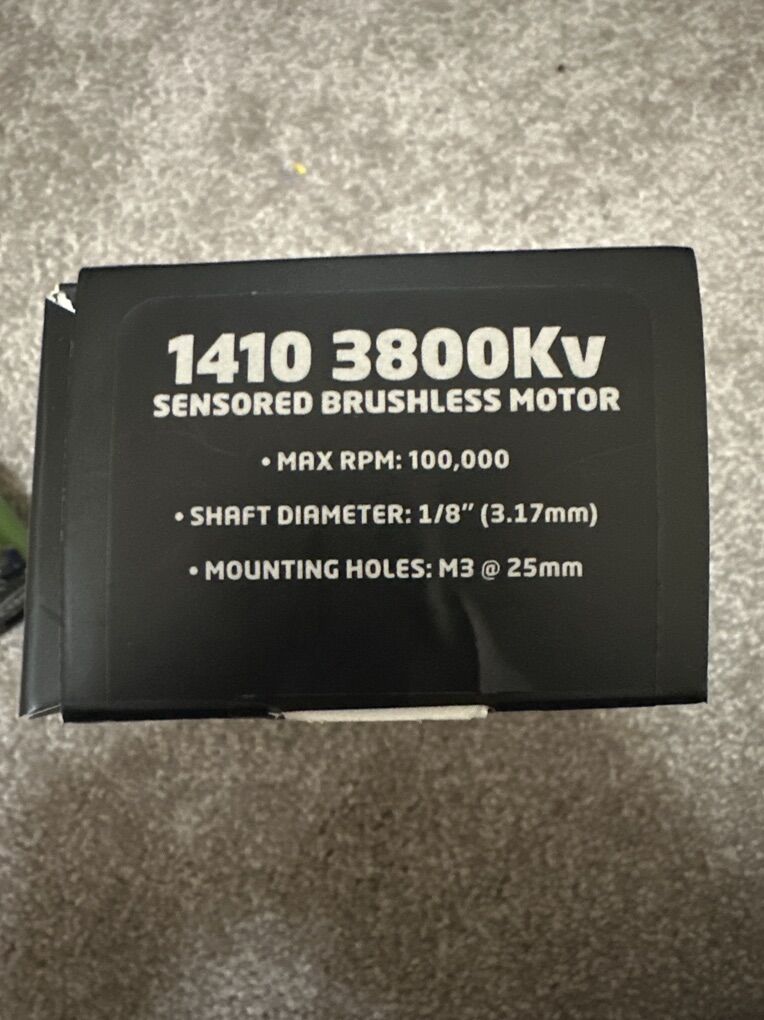 1410 3800Kv
SENSORED BRUSHLESS MOTOR
• MAX RPM: 100,000
• SHAFT DIAMETER: 1/8" (3.17mm)
• MOUNTING HOLES: M3 @ 25mm